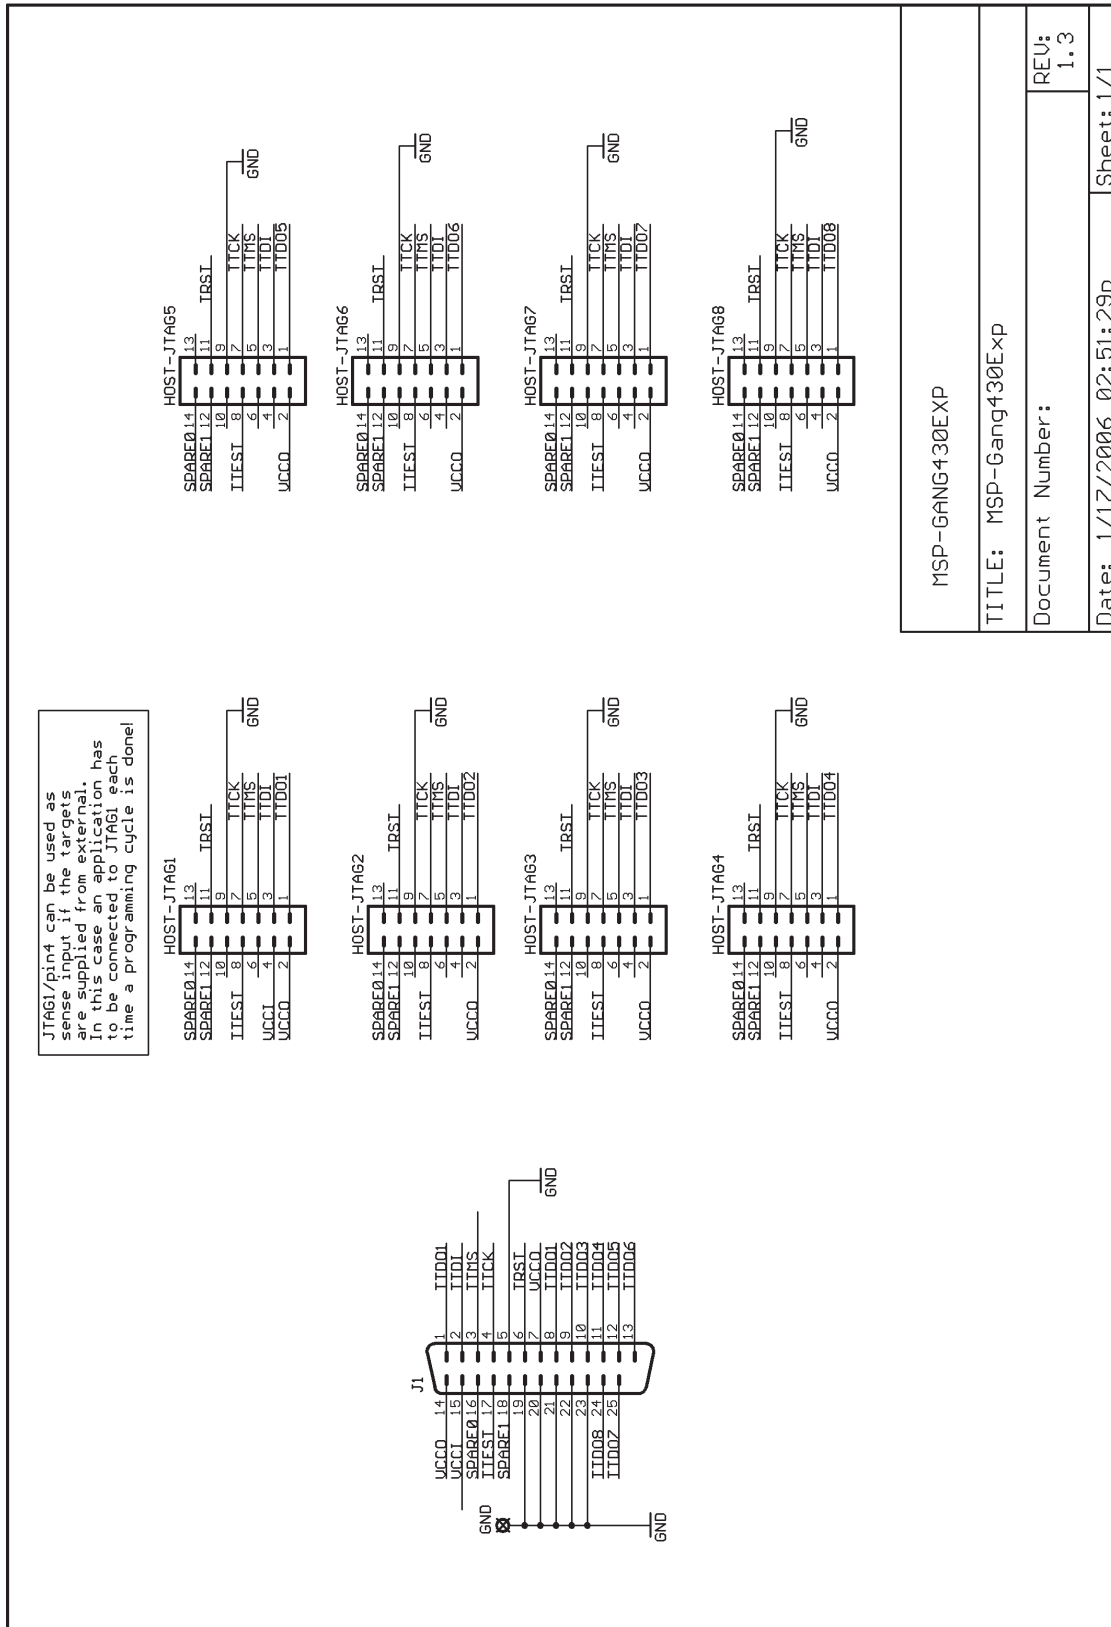 JTAG1/pin4 can be used as
sense input if the targets
are supplied from external.
In this case an application has
to be connected to JTAG1 each
time a programming cycle is done!
J1
VCCO 14 1 TTDO1
VCCI 15 2 TTDI
SPARE0 16 3 TTMS
TTEST 17 4 TTCK
SPARE1 18 5
19 6 TRST
20 7 VCCO
21 8 TTDO1
22 9 TTDO2
23 10 TTDO3
TTDO8 24 11 TTDO4
TTDO7 25 12 TTDO5
13 TTDO6
GND
GND
GND
HOST-JTAG1
SPARE0 14 13
SPARE1 12 11 TRST
10 9
TTEST 8 7 TTCK
6 5 TTMS
VCCI 4 3 TTDI
VCCO 2 1 TTDO1
GND
HOST-JTAG2
SPARE0 14 13
SPARE1 12 11 TRST
10 9
TTEST 8 7 TTCK
6 5 TTMS
4 3 TTDI
VCCO 2 1 TTDO2
GND
HOST-JTAG3
SPARE0 14 13
SPARE1 12 11 TRST
10 9
TTEST 8 7 TTCK
6 5 TTMS
4 3 TTDI
VCCO 2 1 TTDO3
GND
HOST-JTAG4
SPARE0 14 13
SPARE1 12 11 TRST
10 9
TTEST 8 7 TTCK
6 5 TTMS
4 3 TTDI
VCCO 2 1 TTDO4
GND
HOST-JTAG5
SPARE0 14 13
SPARE1 12 11 TRST
10 9
TTEST 8 7 TTCK
6 5 TTMS
4 3 TTDI
VCCO 2 1 TTDO5
GND
HOST-JTAG6
SPARE0 14 13
SPARE1 12 11 TRST
10 9
TTEST 8 7 TTCK
6 5 TTMS
4 3 TTDI
VCCO 2 1 TTDO6
GND
HOST-JTAG7
SPARE0 14 13
SPARE1 12 11 TRST
10 9
TTEST 8 7 TTCK
6 5 TTMS
4 3 TTDI
VCCO 2 1 TTDO7
GND
HOST-JTAG8
SPARE0 14 13
SPARE1 12 11 TRST
10 9
TTEST 8 7 TTCK
6 5 TTMS
4 3 TTDI
VCCO 2 1 TTDO8
GND
MSP-GANG430EXP
TITLE: MSP-Gang430Exp
Document Number:
REV:
1.3
Date: 1/17/2006 02:51:29p
Sheet: 1/1